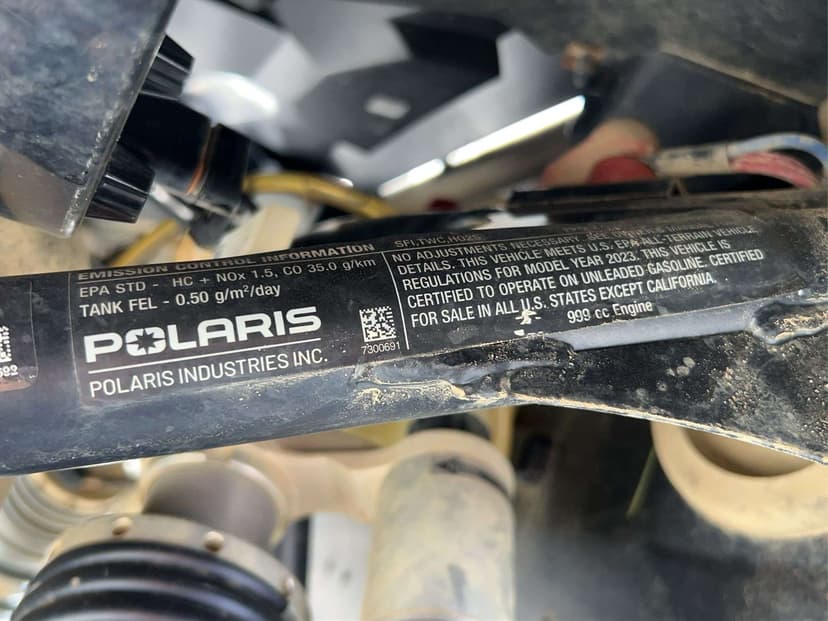 EMISSION CONTROL INFORMATION
EPA STD - HC + NOx 1.5, CO 35.0 g/km
TANK FEL - 0.50 g/m²/day
POLARIS
POLARIS INDUSTRIES INC.
7300691
SFI,TWC,HO2S
NO ADJUSTMENTS NECESSARY.
DETAILS. THIS VEHICLE MEETS U.S. EPA ALL-TERRAIN VEHICLE
REGULATIONS FOR MODEL YEAR 2023. THIS VEHICLE IS
CERTIFIED TO OPERATE ON UNLEADED GASOLINE. CERTIFIED
FOR SALE IN ALL U.S. STATES EXCEPT CALIFORNIA.
999 cc Engine